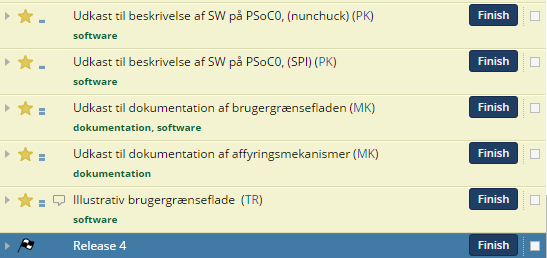 Udkast til beskrivelse af SW på PSoC0, (nunchuck) (PK) Finish
software
Udkast til beskrivelse af SW på PSoC0, (SPI) (PK) Finish
software
Udkast til dokumentation af brugergrænsefladen (MK) Finish
dokumentation, software
Udkast til dokumentation af affyringsmekanismer (MK) Finish
dokumentation
Illustrativ brugergrænseflade (TR) Finish
software
Release 4 Finish